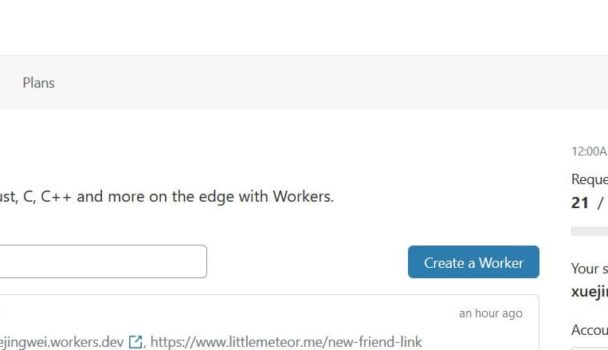 Plans
12:00A
Reque
ust, C, C++ and more on the edge with Workers.
21 /
Create a Worker
Your s
xuejin
an hour ago
Accou
ejingwei.workers.dev, https://www.littlemeteor.me/new-friend-link